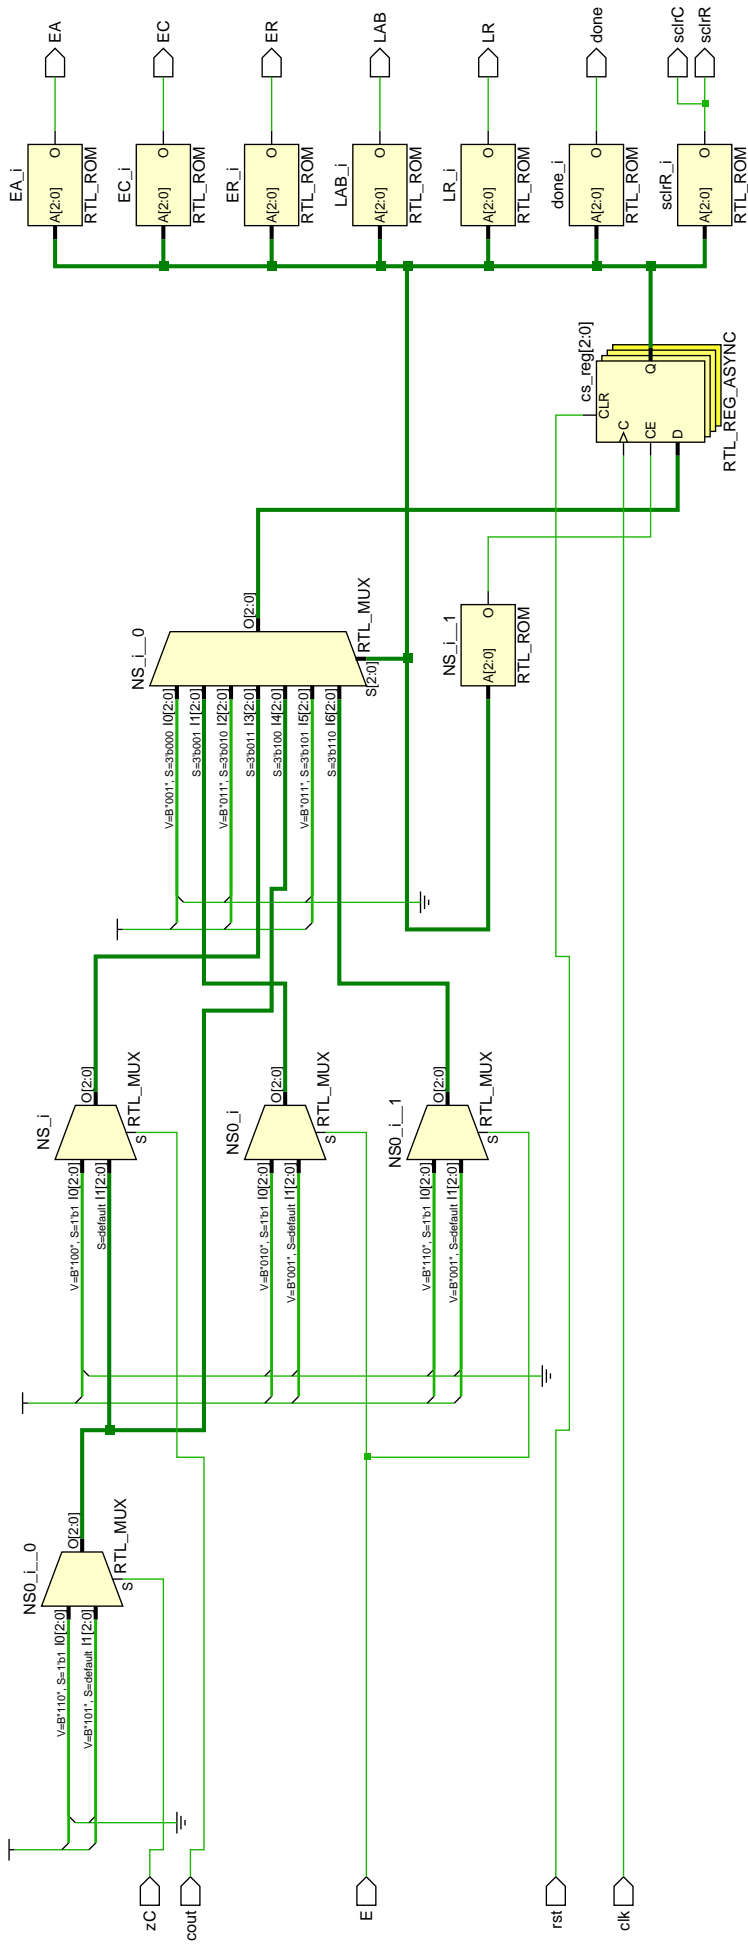 zC
cout
E
rst
clk
NS0_i__0
V=B"110", S=1'b1 I0[2:0]
V=B"101", S=default I1[2:0]
O[2:0]
S
RTL_MUX
NS_i
V=B"100", S=1'b1 I0[2:0]
S=default I1[2:0]
O[2:0]
S
RTL_MUX
NS0_i
V=B"010", S=1'b1 I0[2:0]
V=B"001", S=default I1[2:0]
O[2:0]
S
RTL_MUX
NS0_i__1
V=B"110", S=1'b1 I0[2:0]
V=B"001", S=default I1[2:0]
O[2:0]
S
RTL_MUX
NS_i__0
V=B"001", S=3'b000 I0[2:0]
S=3'b001 I1[2:0]
V=B"011", S=3'b010 I2[2:0]
S=3'b011 I3[2:0]
S=3'b100 I4[2:0]
V=B"011", S=3'b101 I5[2:0]
S=3'b110 I6[2:0]
O[2:0]
S[2:0]
RTL_MUX
NS_i__1
A[2:0] O
RTL_ROM
cs_reg[2:0]
CLR
C
CE
D
Q
RTL_REG_ASYNC
EA_i
A[2:0] O
RTL_ROM
EC_i
A[2:0] O
RTL_ROM
ER_i
A[2:0] O
RTL_ROM
LAB_i
A[2:0] O
RTL_ROM
LR_i
A[2:0] O
RTL_ROM
done_i
A[2:0] O
RTL_ROM
sclrR_i
A[2:0] O
RTL_ROM
EA
EC
ER
LAB
LR
done
sclrC
sclrR